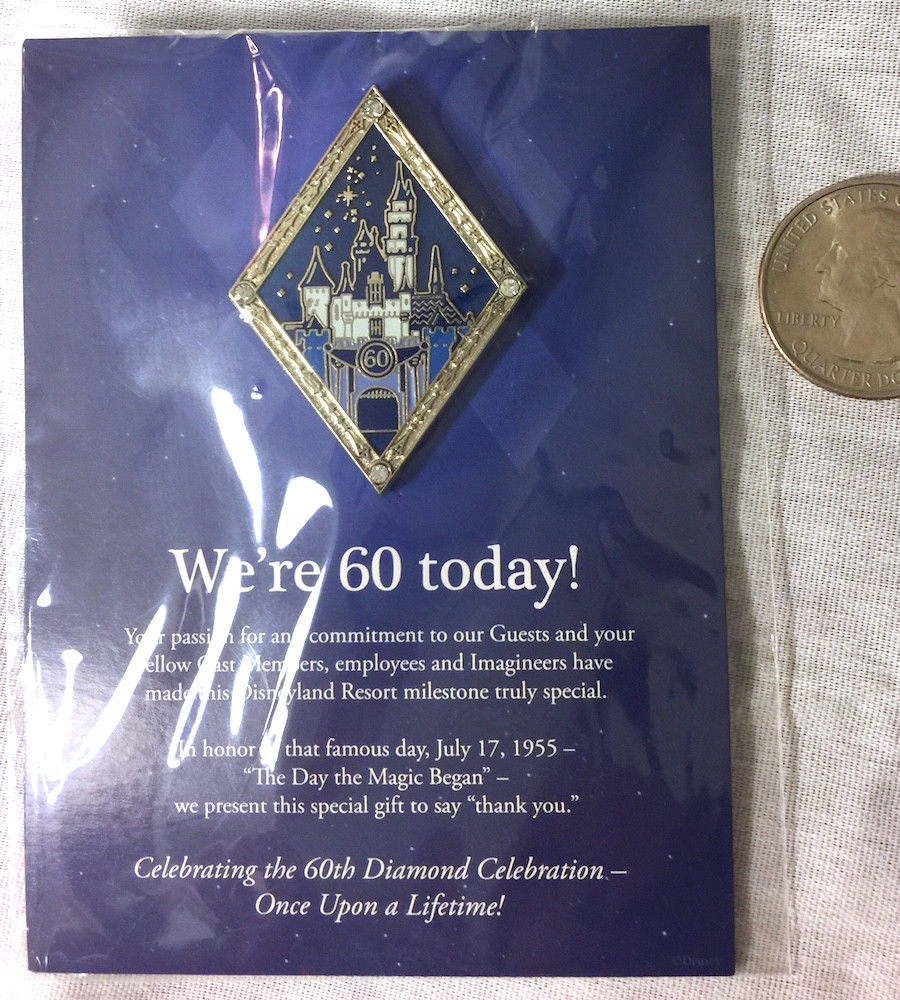 60
We're 60 today!
Your passion for and commitment to our Guests and your
fellow Cast Members, employees and Imagineers have
made this Disneyland Resort milestone truly special.
In honor of that famous day, July 17, 1955 –
“The Day the Magic Began” –
we present this special gift to say “thank you.”
Celebrating the 60th Diamond Celebration –
Once Upon a Lifetime!
©Disney
UNITED STATES O
LIBERTY
QUARTER DO